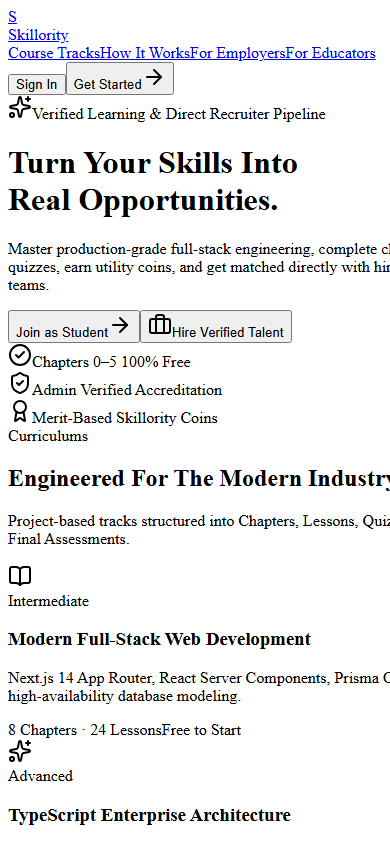 S
Skillority
Course TracksHow It WorksFor EmployersFor Educators
Sign In Get Started
Verified Learning & Direct Recruiter Pipeline
Turn Your Skills Into
Real Opportunities.
Master production-grade full-stack engineering, complete
quizzes, earn utility coins, and get matched directly with
teams.
Join as Student Hire Verified Talent
Chapters 0–5 100% Free
Admin Verified Accreditation
Merit-Based Skillority Coins
Curriculums
Engineered For The Modern Industry
Project-based tracks structured into Chapters, Lessons,
Final Assessments.
Intermediate
Modern Full-Stack Web Development
Next.js 14 App Router, React Server Components, Prisma
high-availability database modeling.
8 Chapters · 24 LessonsFree to Start
Advanced
TypeScript Enterprise Architecture